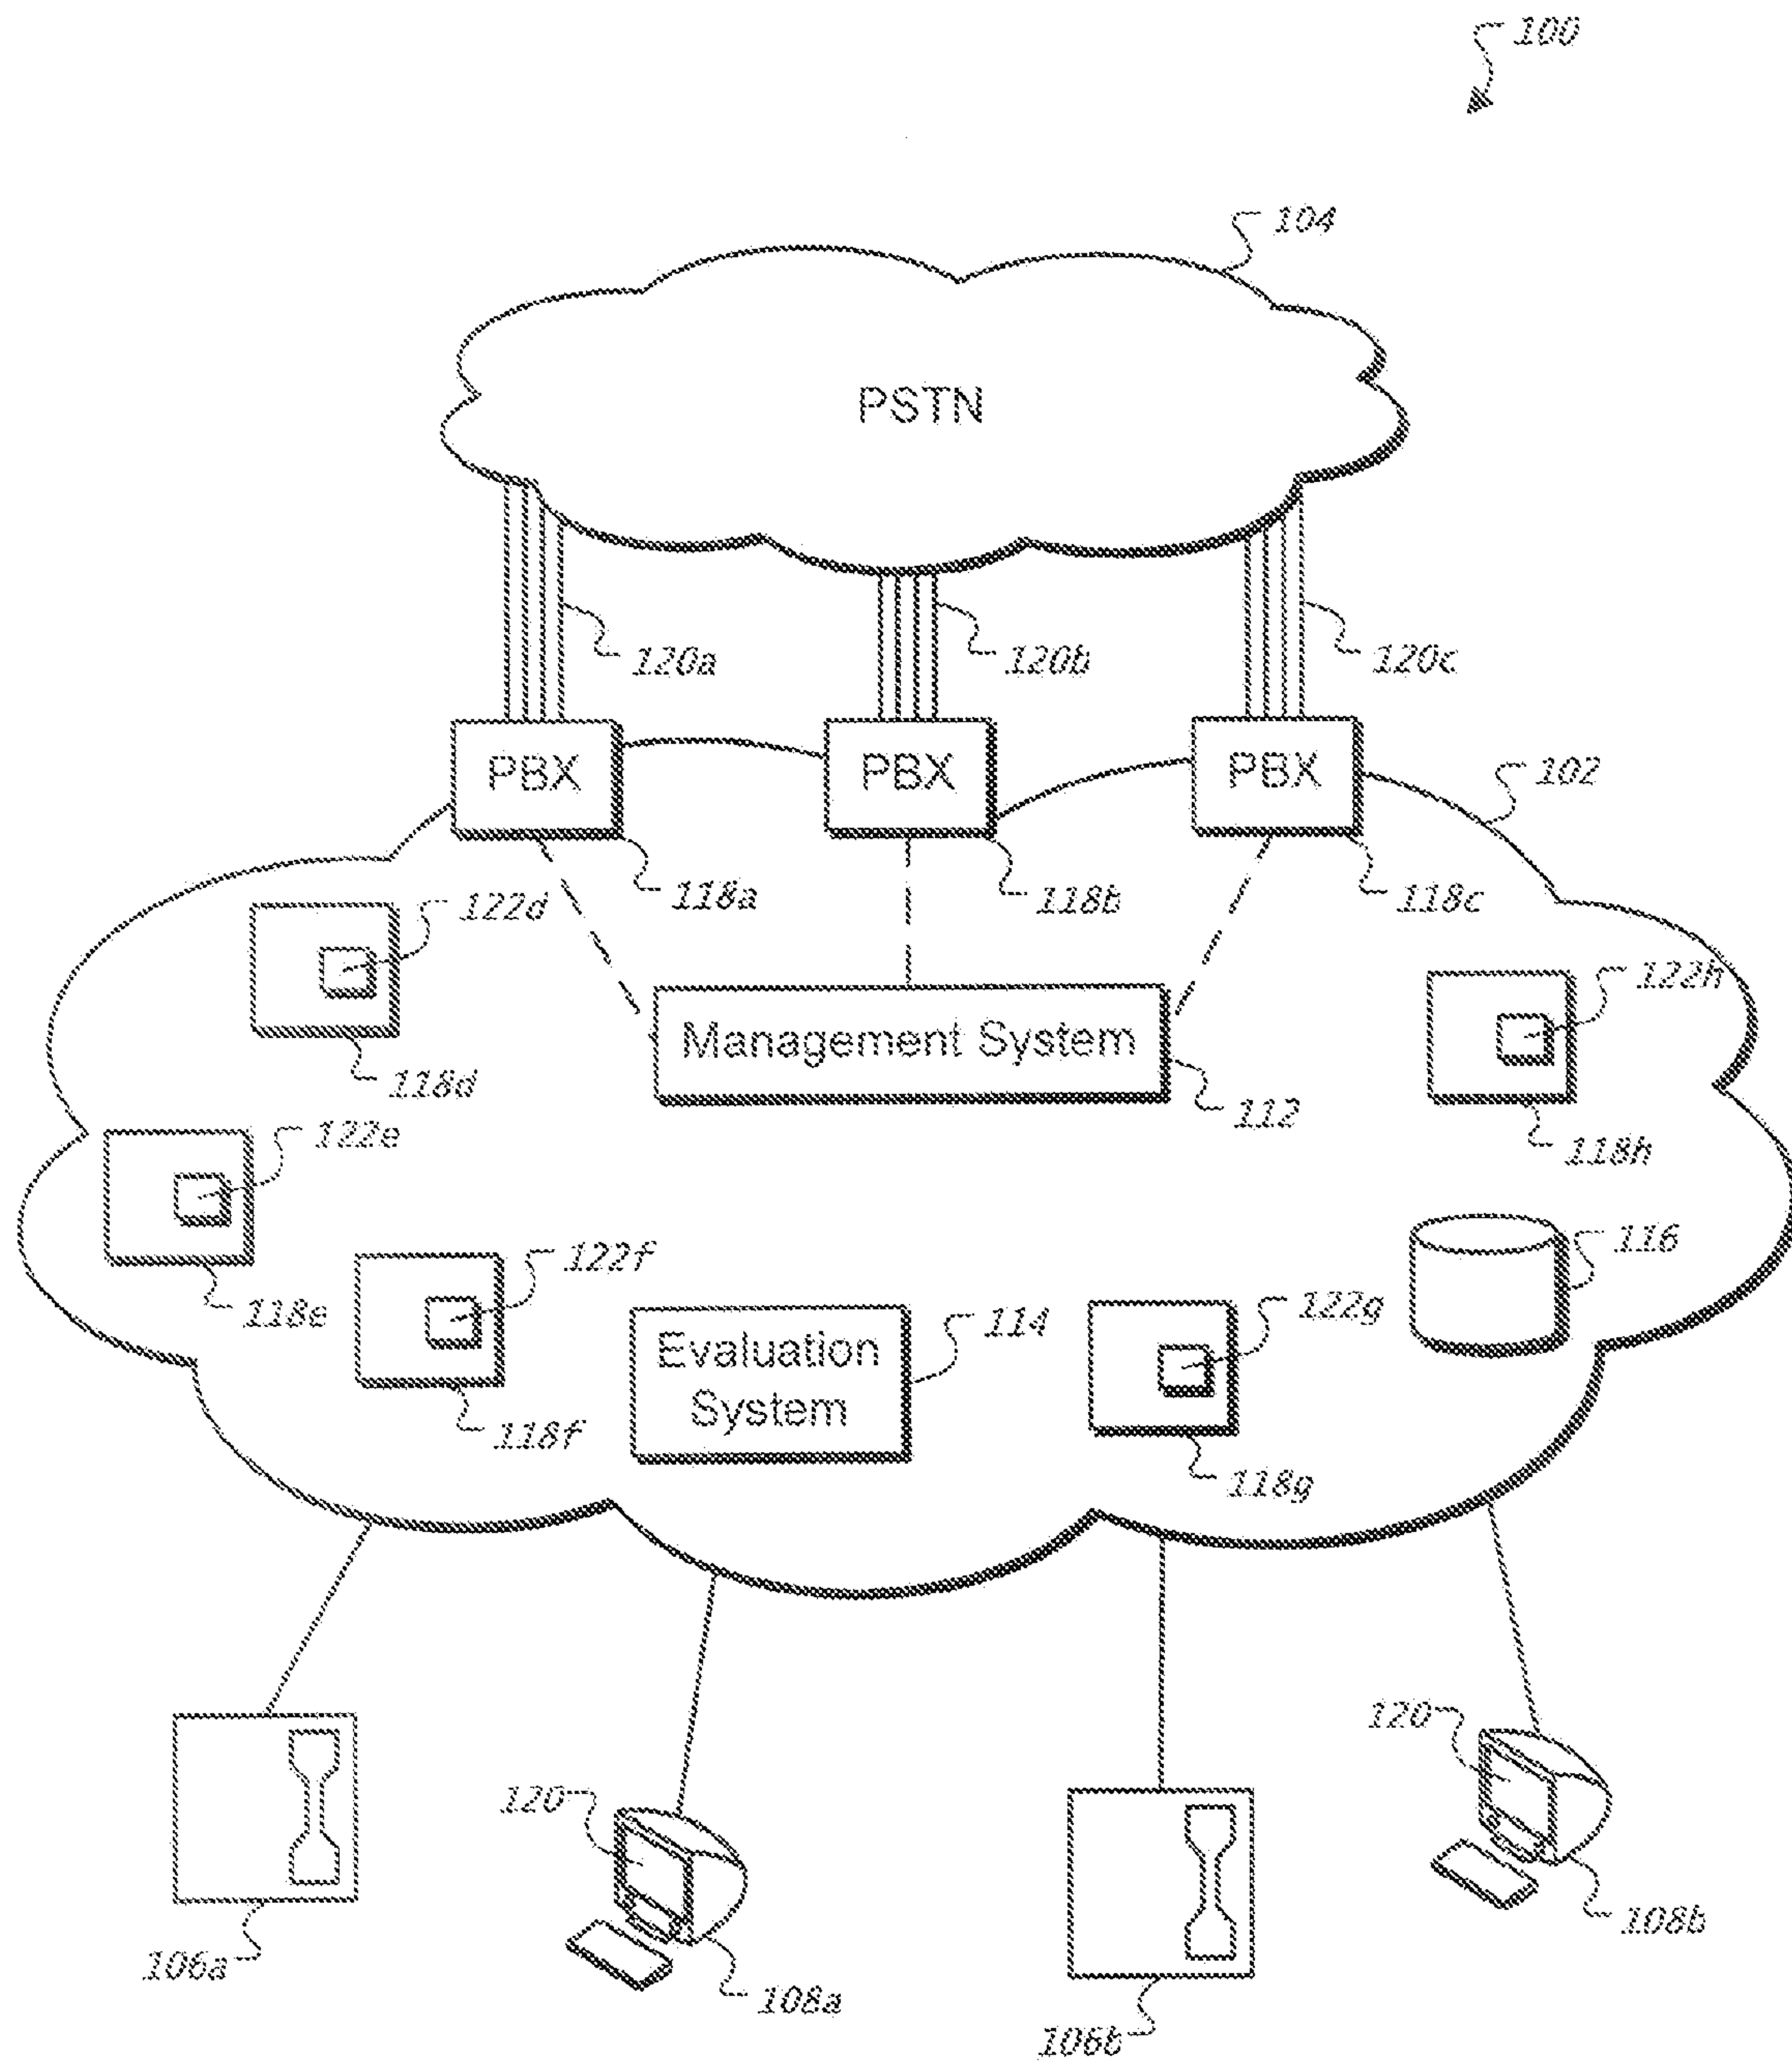 100
104
PSTN
120a
120b
120c
PBX
PBX
PBX
102
118a
118b
118c
122d
122h
Management System
118d
112
118h
122e
116
122f
122g
118e
114
Evaluation
System
118f
118g
120
120
108b
106a
108a
106b